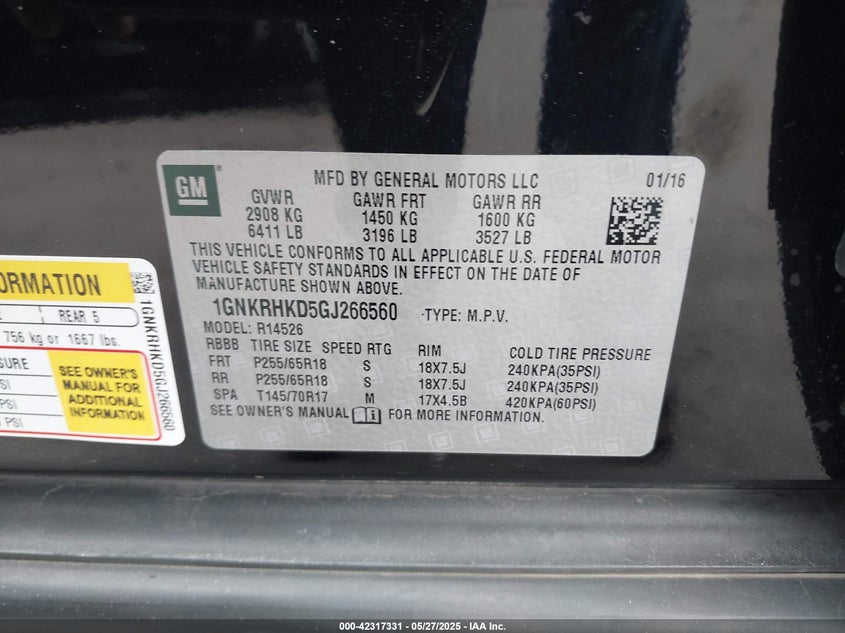 GM
MFD BY GENERAL MOTORS LLC 01/16
GVWR GAWR FRT GAWR RR
2908 KG 1450 KG 1600 KG
6411 LB 3196 LB 3527 LB
THIS VEHICLE CONFORMS TO ALL APPLICABLE U.S. FEDERAL MOTOR
VEHICLE SAFETY STANDARDS IN EFFECT ON THE DATE OF
MANUFACTURE SHOWN ABOVE.
1GNKRHKD5GJ266560 ·TYPE: M.P.V.
MODEL: R14526
RBBB TIRE SIZE SPEED RTG RIM COLD TIRE PRESSURE
FRT P255/65R18 S 18X7.5J 240KPA(35PSI)
RR P255/65R18 S 18X7.5J 240KPA(35PSI)
SPA T145/70R17 M 17X4.5B 420KPA(60PSI)
SEE OWNER'S MANUAL FOR MORE INFORMATION.
ORMATION
REAR 5
756 kg or 1667 lbs.
SURE
SI
PSI
PSI
SEE OWNER'S
MANUAL FOR
ADDITIONAL
INFORMATION
1GNKRHKD5GJ266560
000-42317331 — 05/27/2025 — IAA Inc.